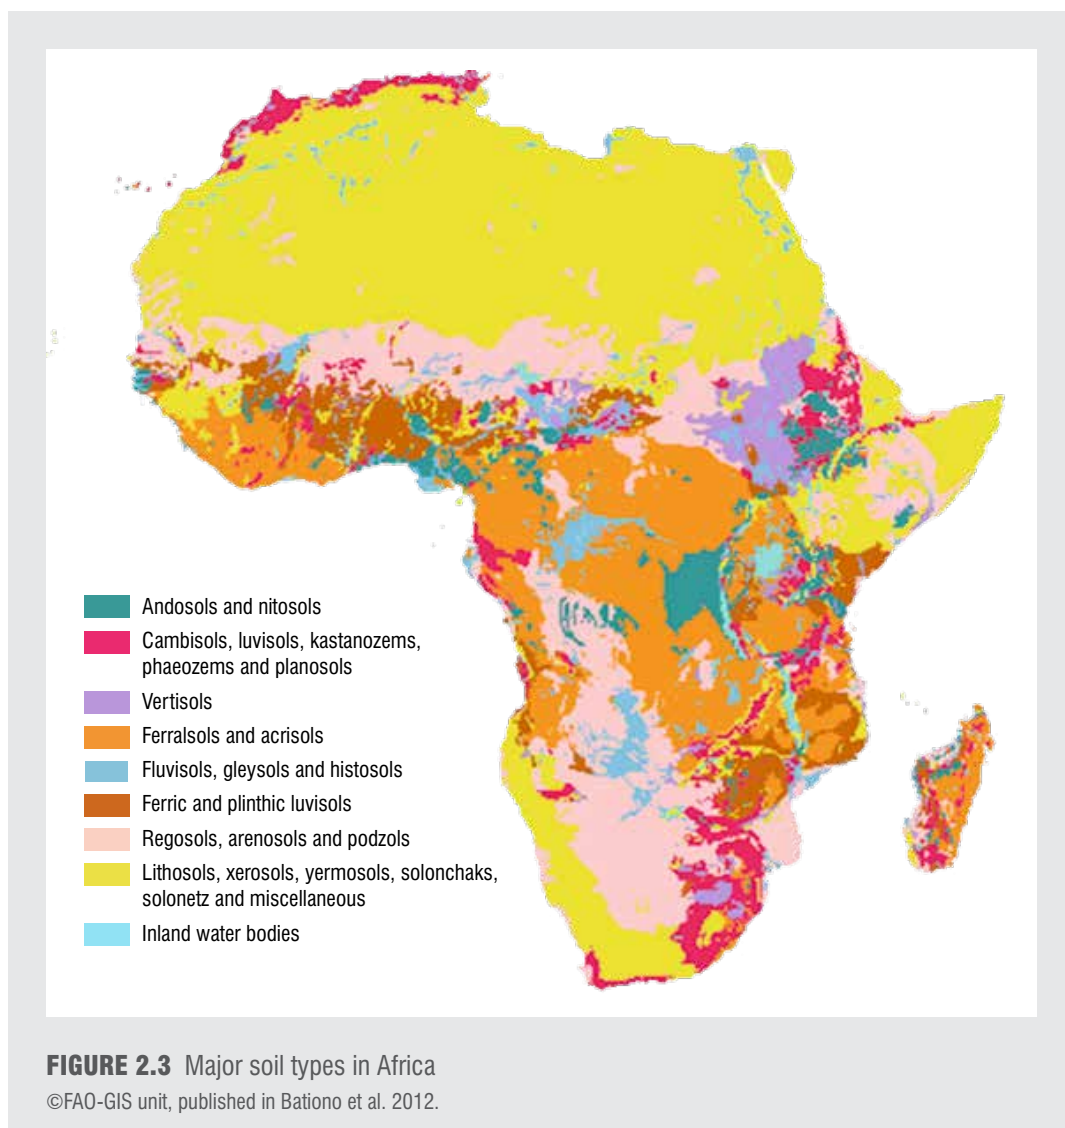 Andosols and nitosols
Cambisols, luvisols, kastanozems,
phaeozems and planosols
Vertisols
Ferralsols and acrisols
Fluvisols, gleysols and histosols
Ferric and plinthic luvisols
Regosols, arenosols and podzols
Lithosols, xerosols, yermosols, solonchaks,
solonetz and miscellaneous
Inland water bodies
FIGURE 2.3 Major soil types in Africa
©FAO-GIS unit, published in Bationo et al. 2012.